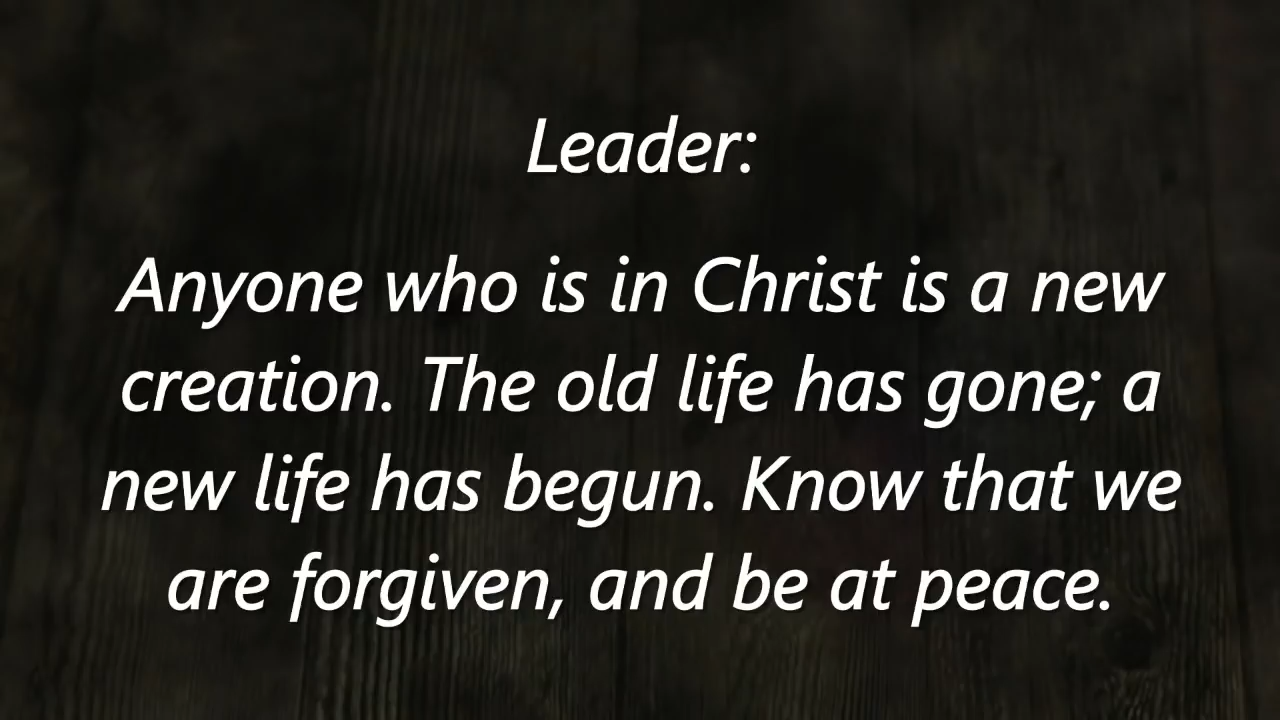 Leader:
Anyone who is in Christ is a new
creation. The old life has gone; a
new life has begun. Know that we
are forgiven, and be at peace.